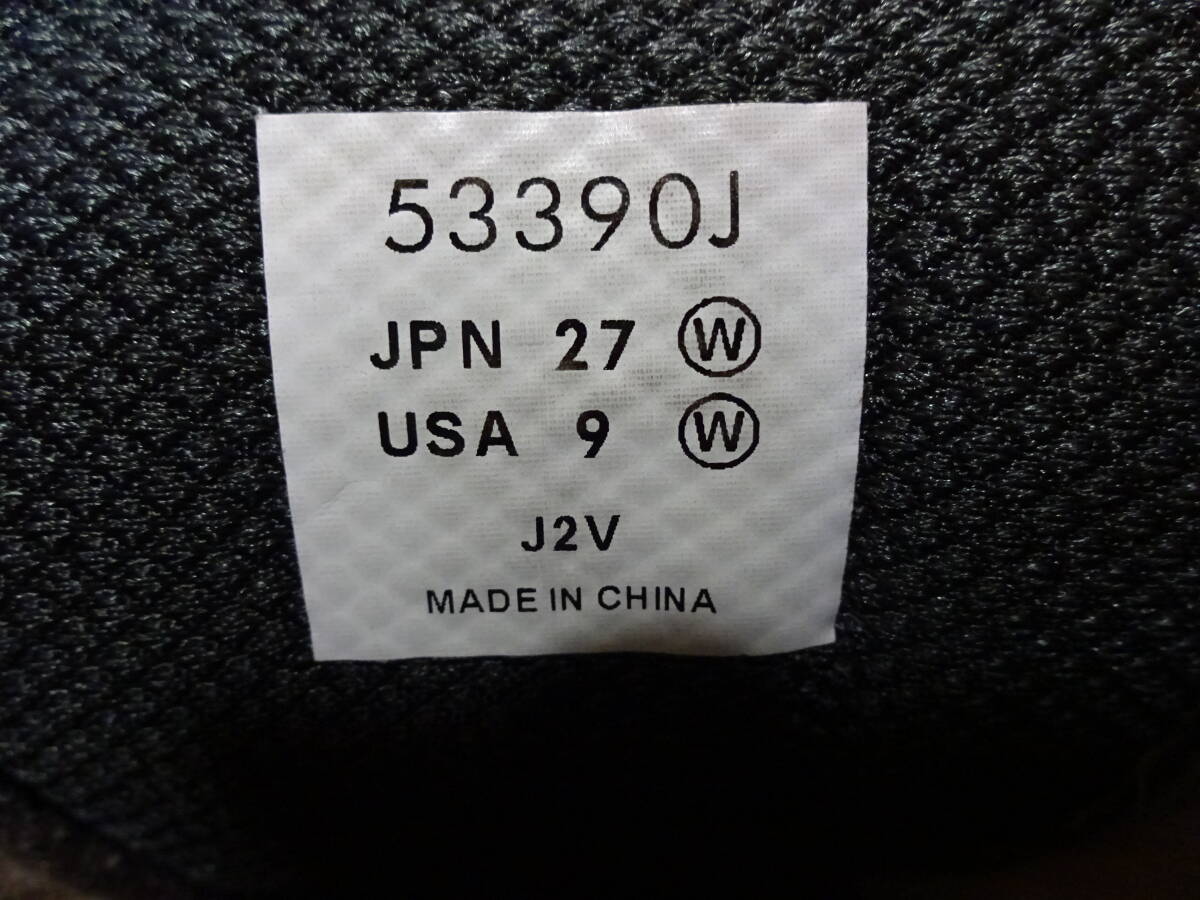 53390J
JPN 27 Ⓦ
USA 9 Ⓦ
J2V
MADE IN CHINA